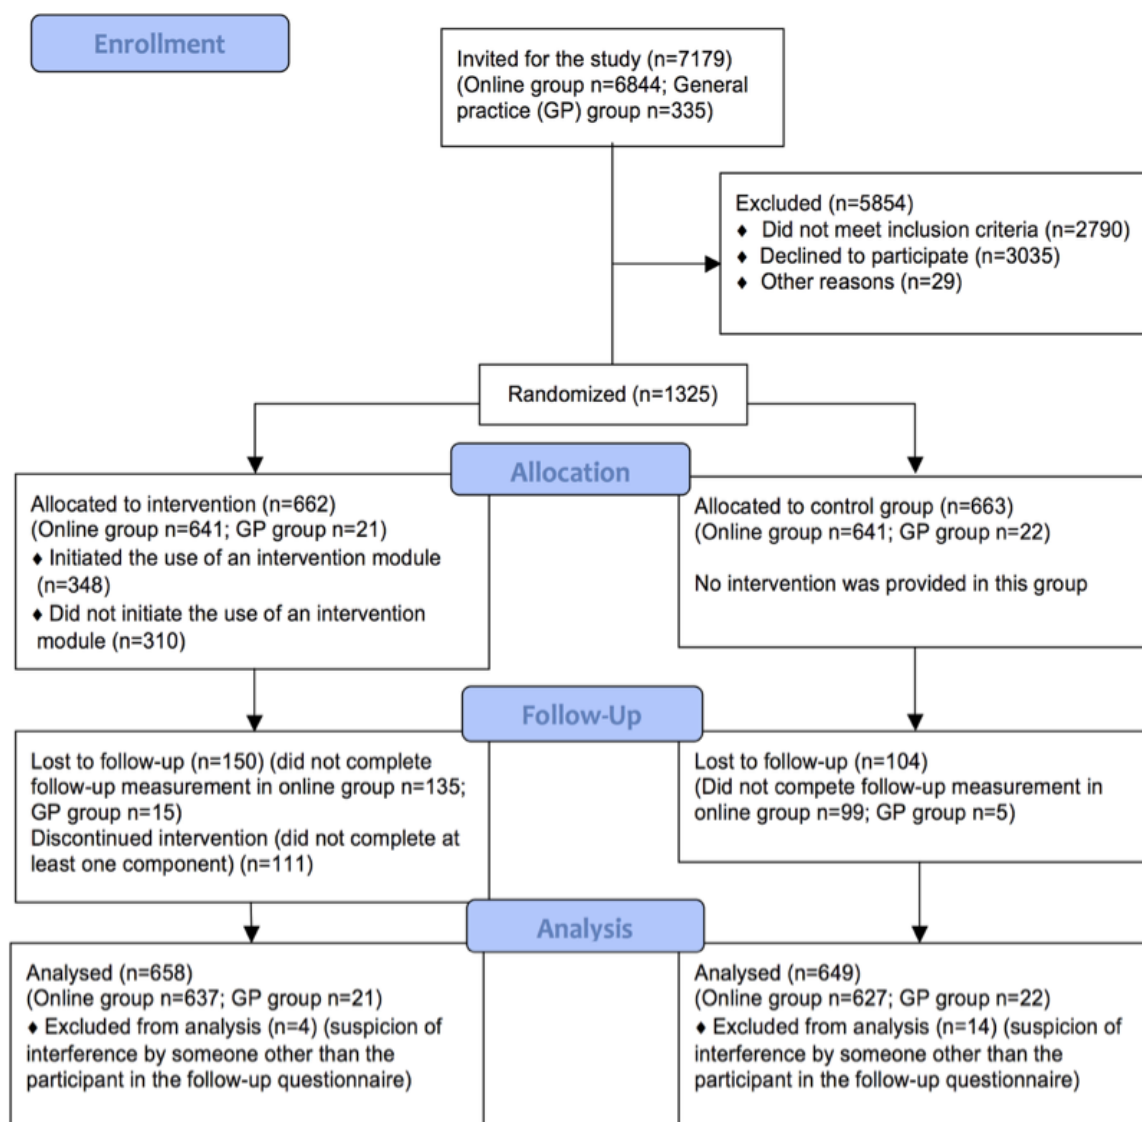 Enrollment
Invited for the study (n=7179)
(Online group n=6844; General
practice (GP) group n=335)
Excluded (n=5854)
♦ Did not meet inclusion criteria (n=2790)
♦ Declined to participate (n=3035)
♦ Other reasons (n=29)
Randomized (n=1325)
Allocation
Allocated to intervention (n=662)
(Online group n=641; GP group n=21)
♦ Initiated the use of an intervention module
(n=348)
♦ Did not initiate the use of an intervention
module (n=310)
Allocated to control group (n=663)
(Online group n=641; GP group n=22)
No intervention was provided in this group
Follow-Up
Lost to follow-up (n=150) (did not complete
follow-up measurement in online group n=135;
GP group n=15)
Discontinued intervention (did not complete at
least one component) (n=111)
Lost to follow-up (n=104)
(Did not compete follow-up measurement in
online group n=99; GP group n=5)
Analysis
Analysed (n=658)
(Online group n=637; GP group n=21)
♦ Excluded from analysis (n=4) (suspicion of
interference by someone other than the
participant in the follow-up questionnaire)
Analysed (n=649)
(Online group n=627; GP group n=22)
♦ Excluded from analysis (n=14) (suspicion of
interference by someone other than the
participant in the follow-up questionnaire)